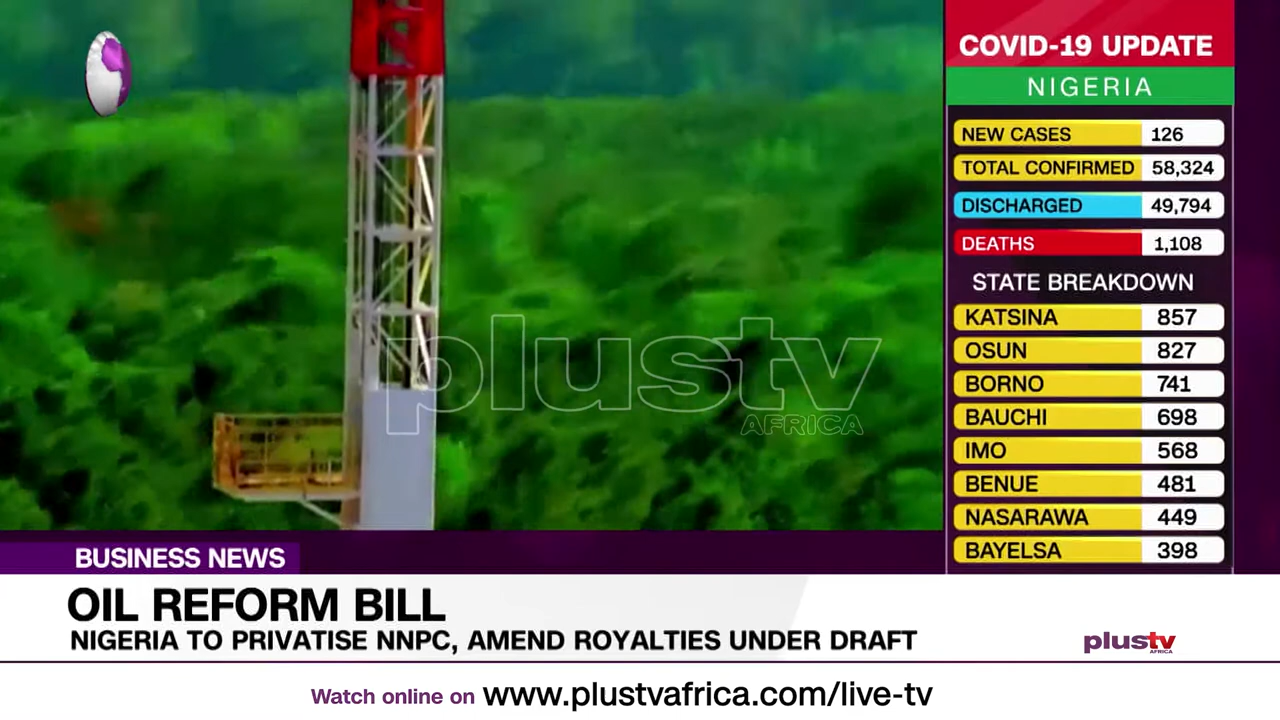 COVID-19 UPDATE
NIGERIA
NEW CASES 126
TOTAL CONFIRMED 58,324
DISCHARGED 49,794
DEATHS 1,108
STATE BREAKDOWN
KATSINA 857
OSUN 827
BORNO 741
BAUCHI 698
IMO 568
BENUE 481
NASARAWA 449
BAYELSA 398
plustv
AFRICA
BUSINESS NEWS
OIL REFORM BILL
NIGERIA TO PRIVATISE NNPC, AMEND ROYALTIES UNDER DRAFT
plustv
AFRICA
Watch online on www.plustvafrica.com/live-tv